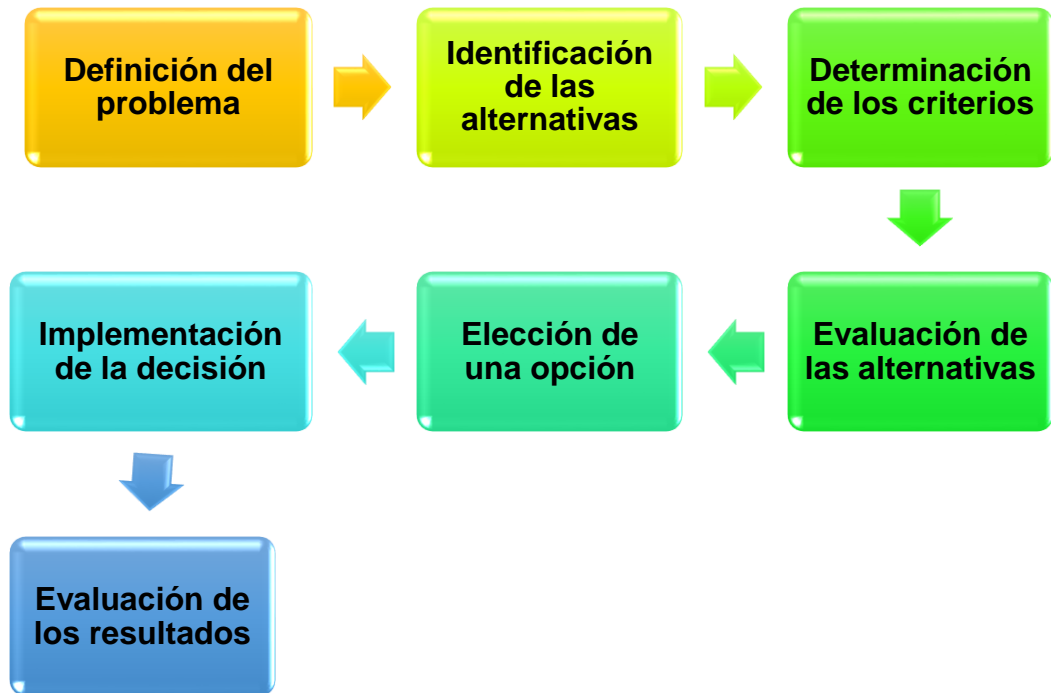 Definición del
problema
Identificación
de las
alternativas
Determinación
de los criterios
Evaluación de
las alternativas
Elección de
una opción
Implementación
de la decisión
Evaluación de
los resultados